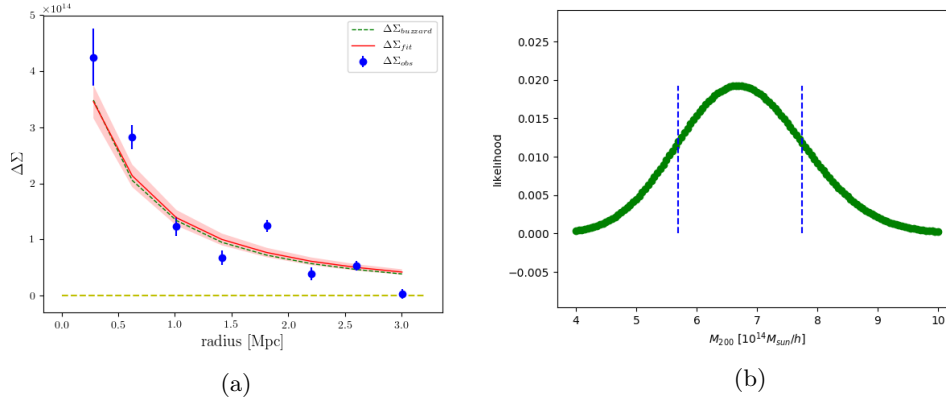 1e14
5
4
3
2
1
0
ΔΣ
0.0 0.5 1.0 1.5 2.0 2.5 3.0
radius [Mpc]
ΔΣ_buzzard
ΔΣ_fit
ΔΣ_obs
(a)
0.025
0.020
0.015
0.010
0.005
0.000
−0.005
likelihood
4 5 6 7 8 9 10
M_200 [10^14 M_sun/h]
(b)